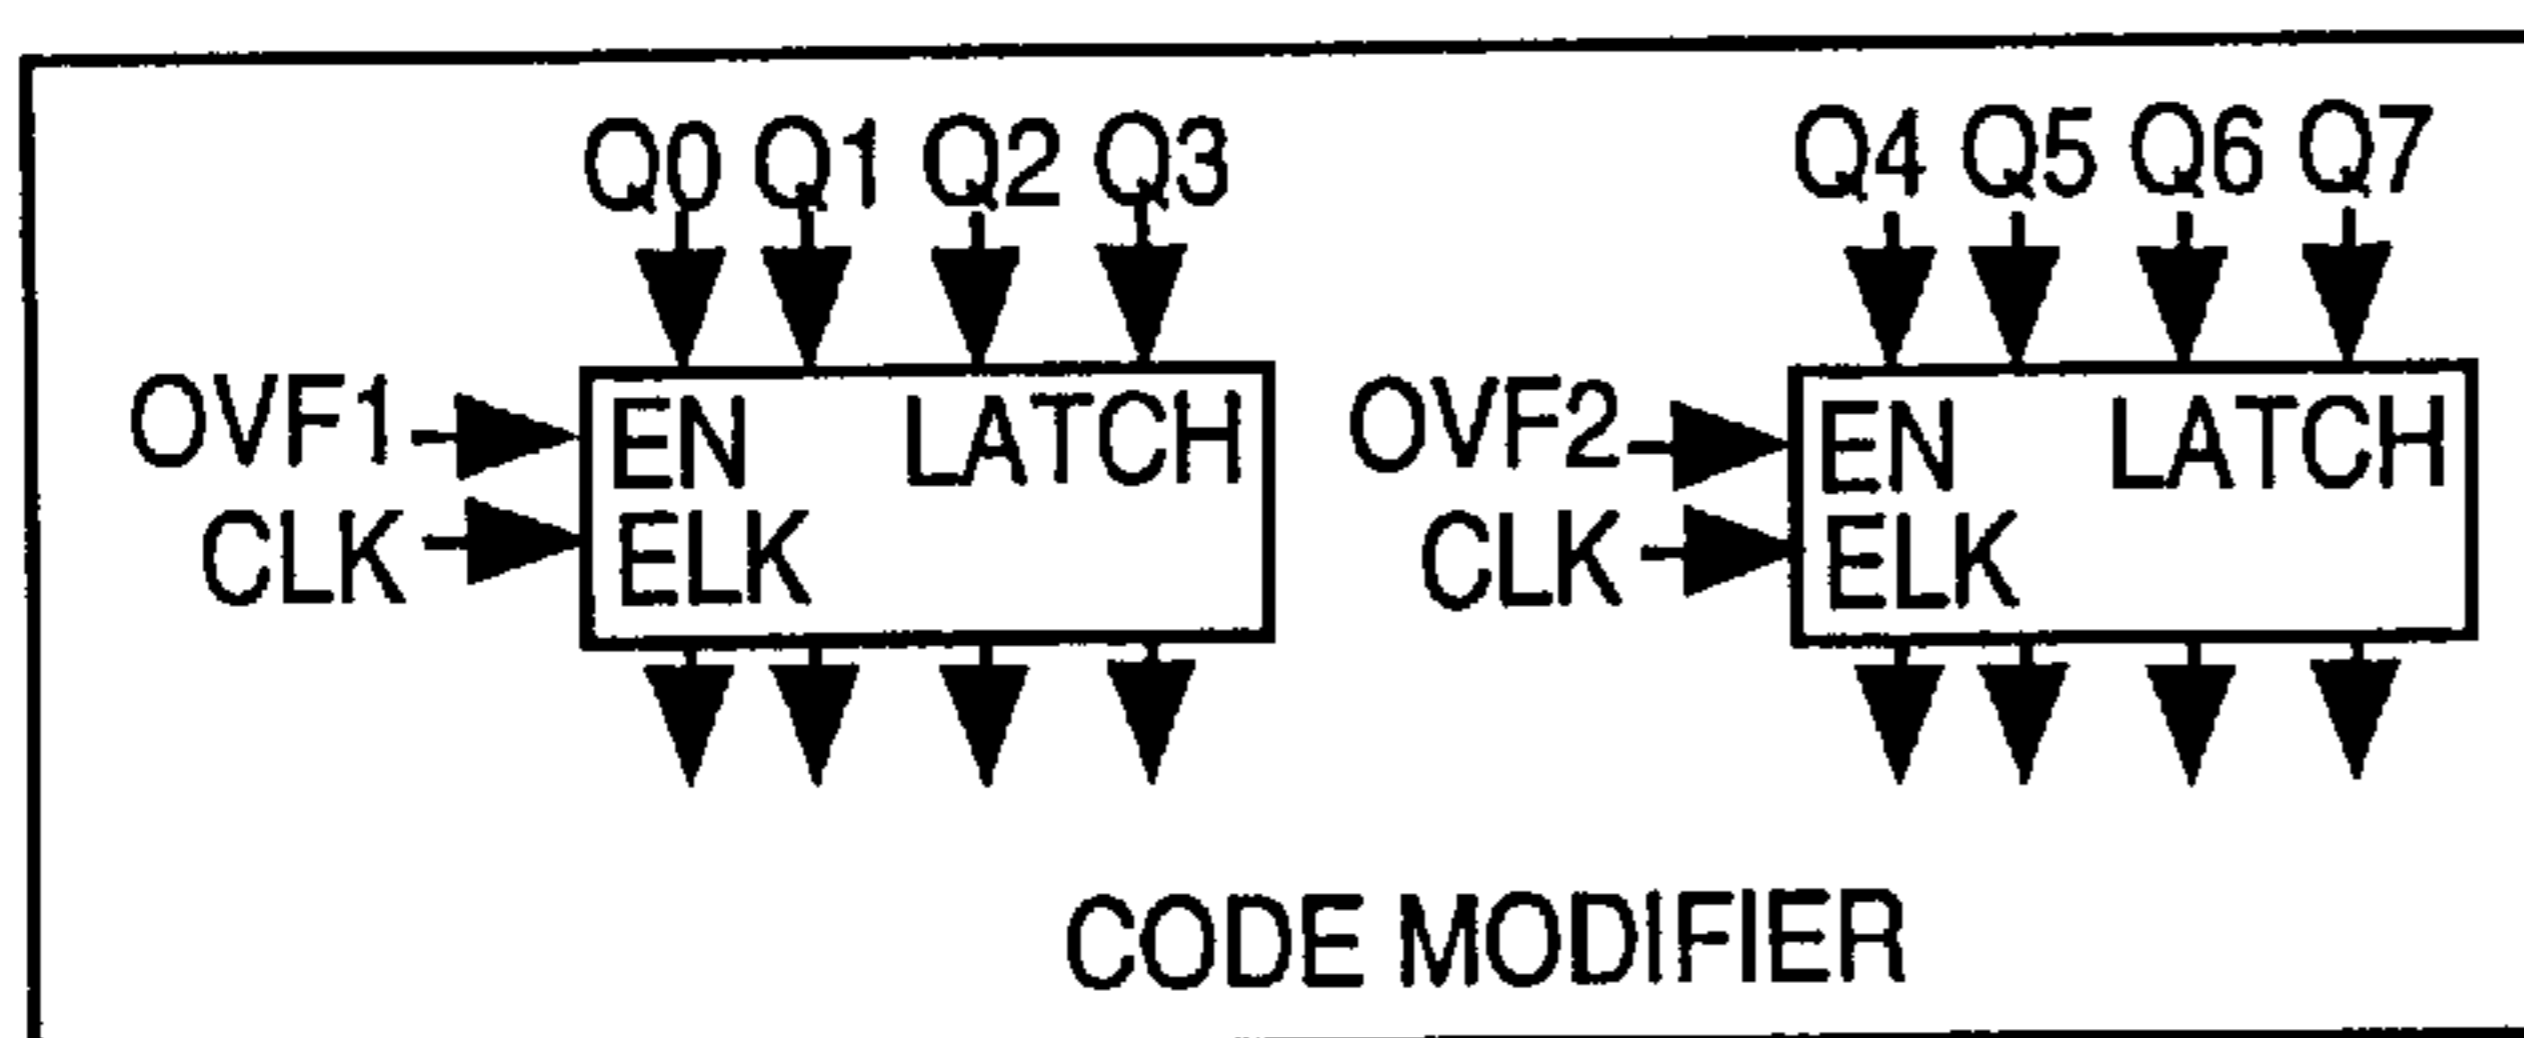 Q0 Q1 Q2 Q3 Q4 Q5 Q6 Q7
OVF1 EN LATCH OVF2 EN LATCH
CLK ELK CLK ELK
CODE MODIFIER